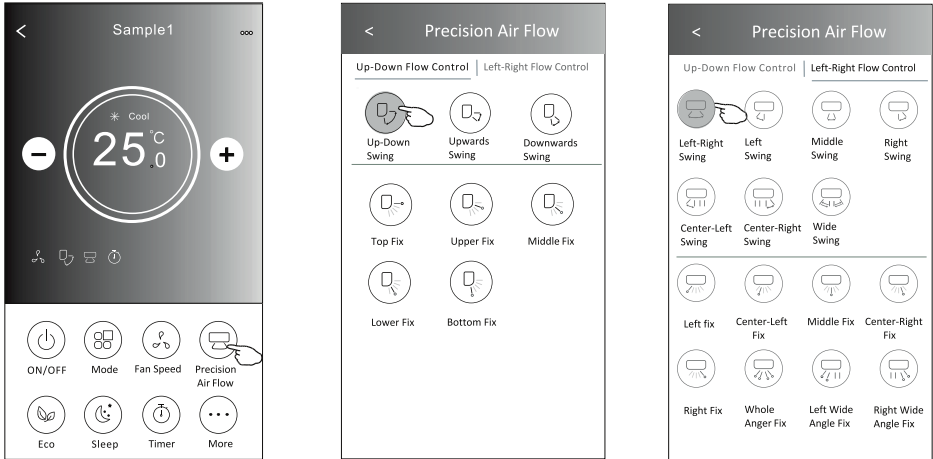 < Sample1 ooo
Cool
25°C
.0
− +
ON/OFF Mode Fan Speed Precision
Air Flow
Eco Sleep Timer More
< Precision Air Flow
Up-Down Flow Control | Left-Right Flow Control
Up-Down Upwards Downwards
Swing Swing Swing
Top Fix Upper Fix Middle Fix
Lower Fix Bottom Fix
< Precision Air Flow
Up-Down Flow Control | Left-Right Flow Control
Left-Right Left Middle Right
Swing Swing Swing Swing
Center-Left Center-Right Wide
Swing Swing Swing
Left fix Center-Left Middle Fix Center-Right
Fix Fix
Right Fix Whole Left Wide Right Wide
Anger Fix Angle Fix Angle Fix